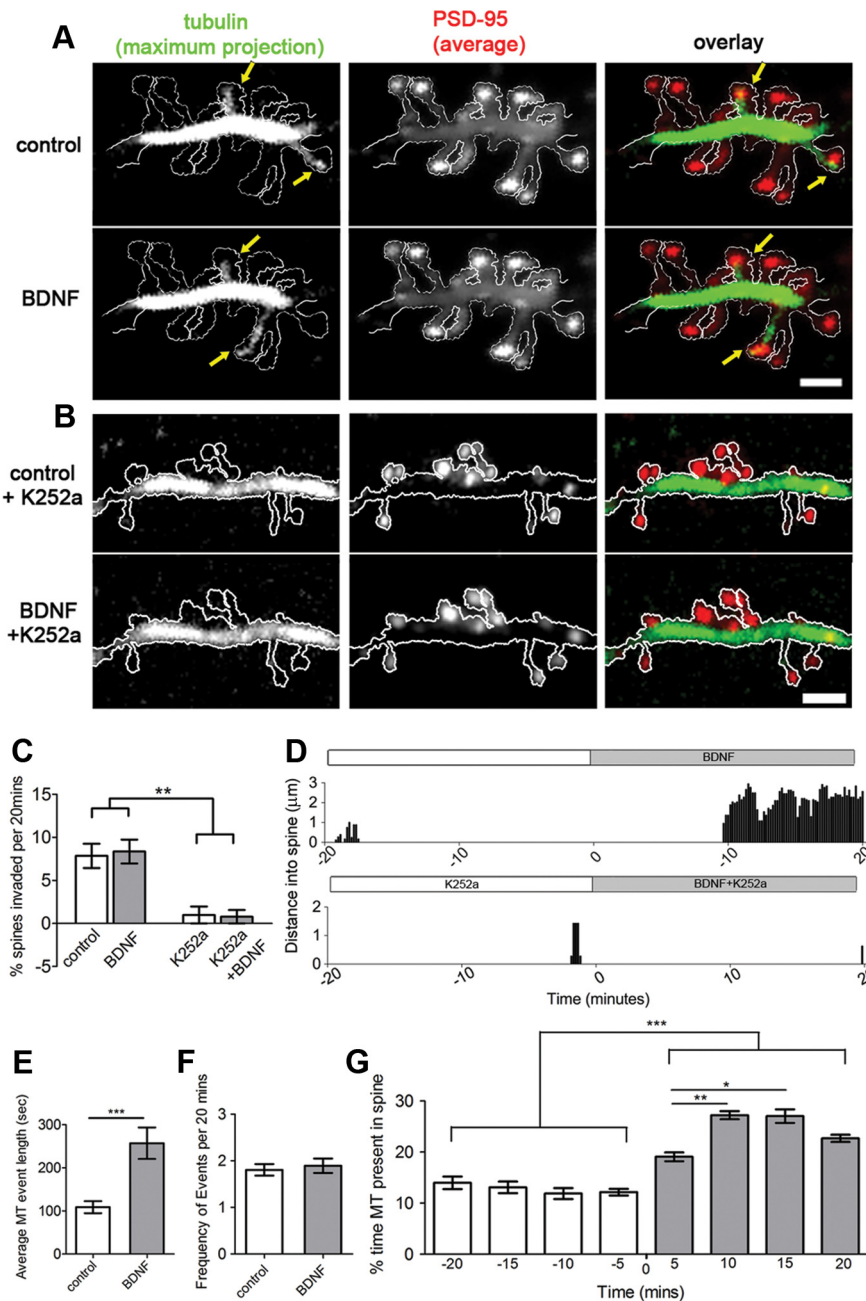 A
tubulin
(maximum projection)
PSD-95
(average)
overlay
control
BDNF
B
control
+ K252a
BDNF
+K252a
C
% spines invaded per 20mins
15
10
5
0
-5
**
control
BDNF
K252a
K252a
+BDNF
D
Distance into spine (µm)
BDNF
3
2
1
0
-20
-10
0
10
20
K252a
BDNF+K252a
2
1
0
-20
-10
0
10
Time (minutes)
E
Average MT event length (sec)
300
200
100
0
***
control
BDNF
F
Frequency of Events per 20 mins
3
2
1
0
control
BDNF
G
% time MT present in spine
***
*
**
30
20
10
0
-20
-15
-10
-5
0
5
10
15
20
Time (mins)